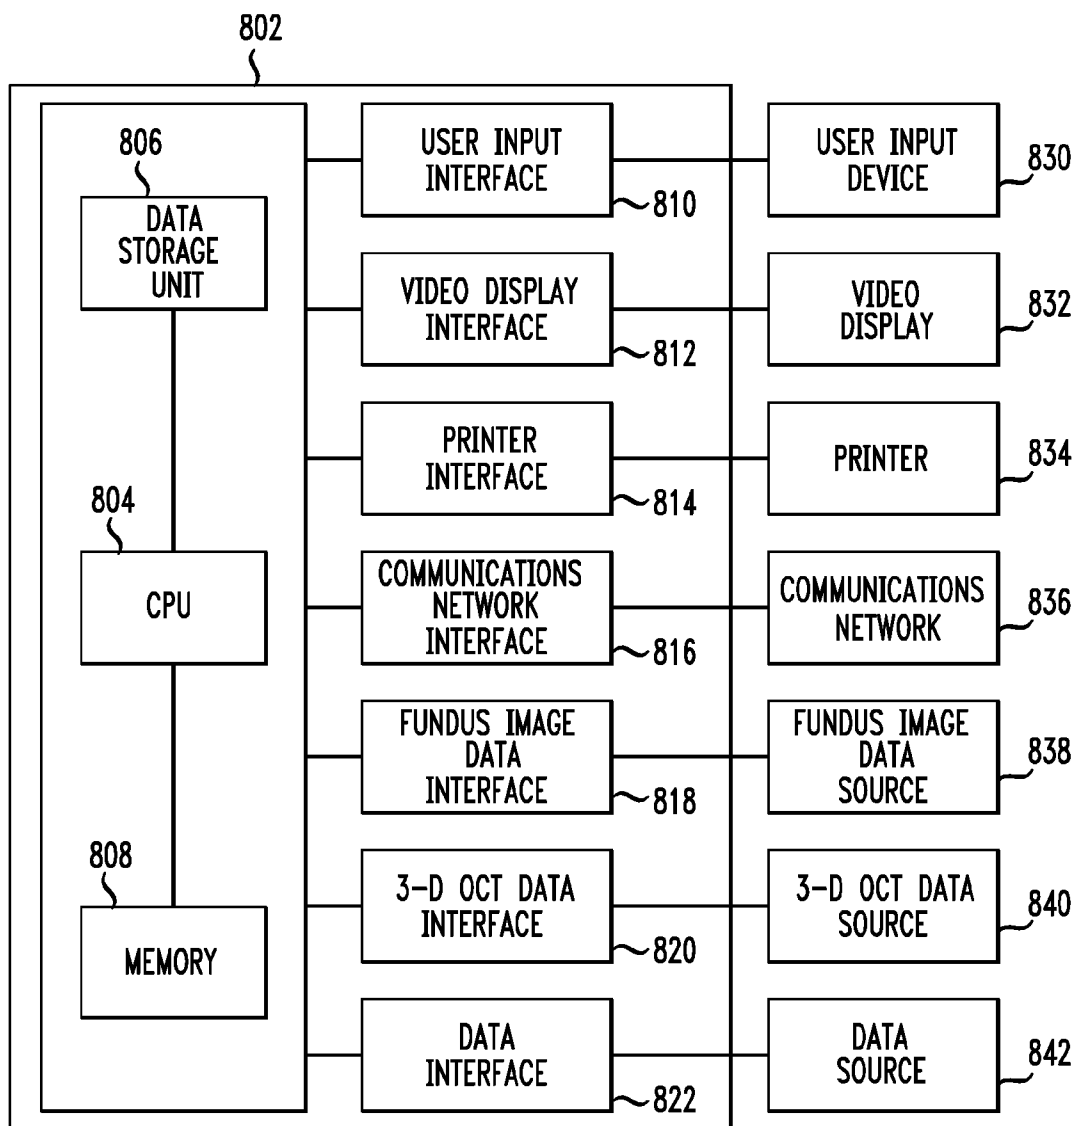 802
806
DATA
STORAGE
UNIT
804
CPU
808
MEMORY
USER INPUT
INTERFACE
810
USER INPUT
DEVICE
830
VIDEO DISPLAY
INTERFACE
812
VIDEO
DISPLAY
832
PRINTER
INTERFACE
814
PRINTER
834
COMMUNICATIONS
NETWORK
INTERFACE
816
COMMUNICATIONS
NETWORK
836
FUNDUS IMAGE
DATA
INTERFACE
818
FUNDUS IMAGE
DATA
SOURCE
838
3-D OCT DATA
INTERFACE
820
3-D OCT DATA
SOURCE
840
DATA
INTERFACE
822
DATA
SOURCE
842